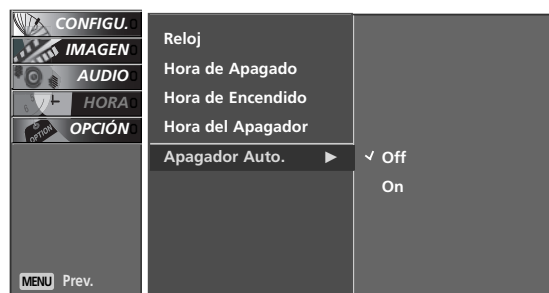 CONFIGU.
IMAGEN
AUDIO
HORA
OPCIÓN
OPTION
MENU Prev.
Reloj
Hora de Apagado
Hora de Encendido
Hora del Apagador
Apagador Auto. ►
✓ Off
On